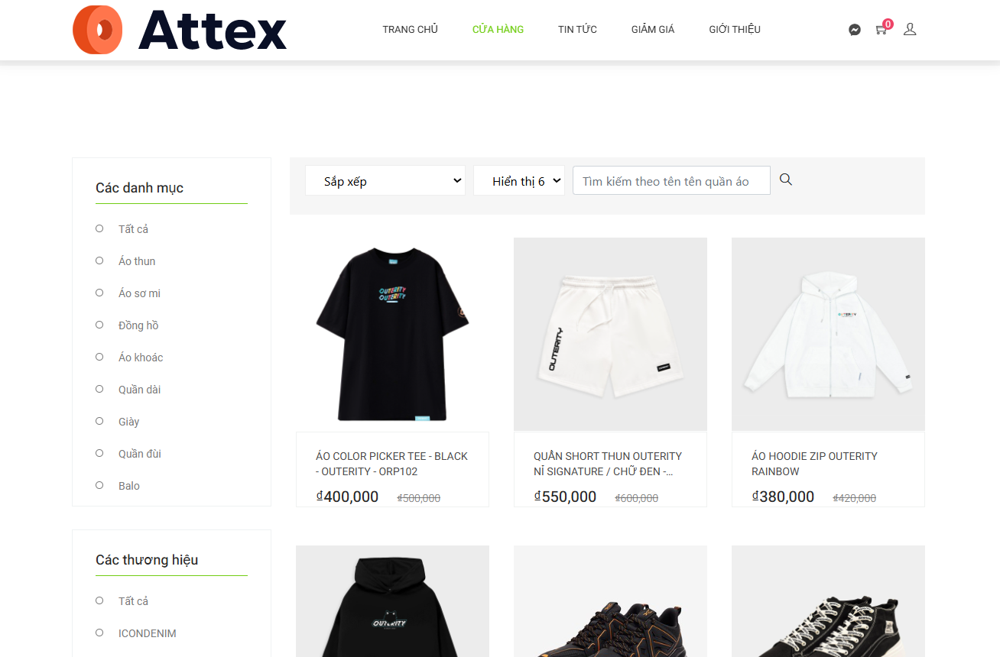 Attex
TRANG CHỦ
CỬA HÀNG
TIN TỨC
GIẢM GIÁ
GIỚI THIỆU
0
Các danh mục
Tất cả
Áo thun
Áo sơ mi
Đồng hồ
Áo khoác
Quần dài
Giày
Quần đùi
Balo
Các thương hiệu
Tất cả
ICONDENIM
Sắp xếp
Hiển thị 6
Tìm kiếm theo tên tên quần áo
OUTERITY
OUTERITY
ÁO COLOR PICKER TEE - BLACK
- OUTERITY - ORP102
₫400,000 ₫500,000
OUTERITY
QUẦN SHORT THUN OUTERITY
NỈ SIGNATURE / CHỮ ĐEN -...
₫550,000 ₫600,000
OUTERITY
ÁO HOODIE ZIP OUTERITY
RAINBOW
₫380,000 ₫420,000
OUTERITY